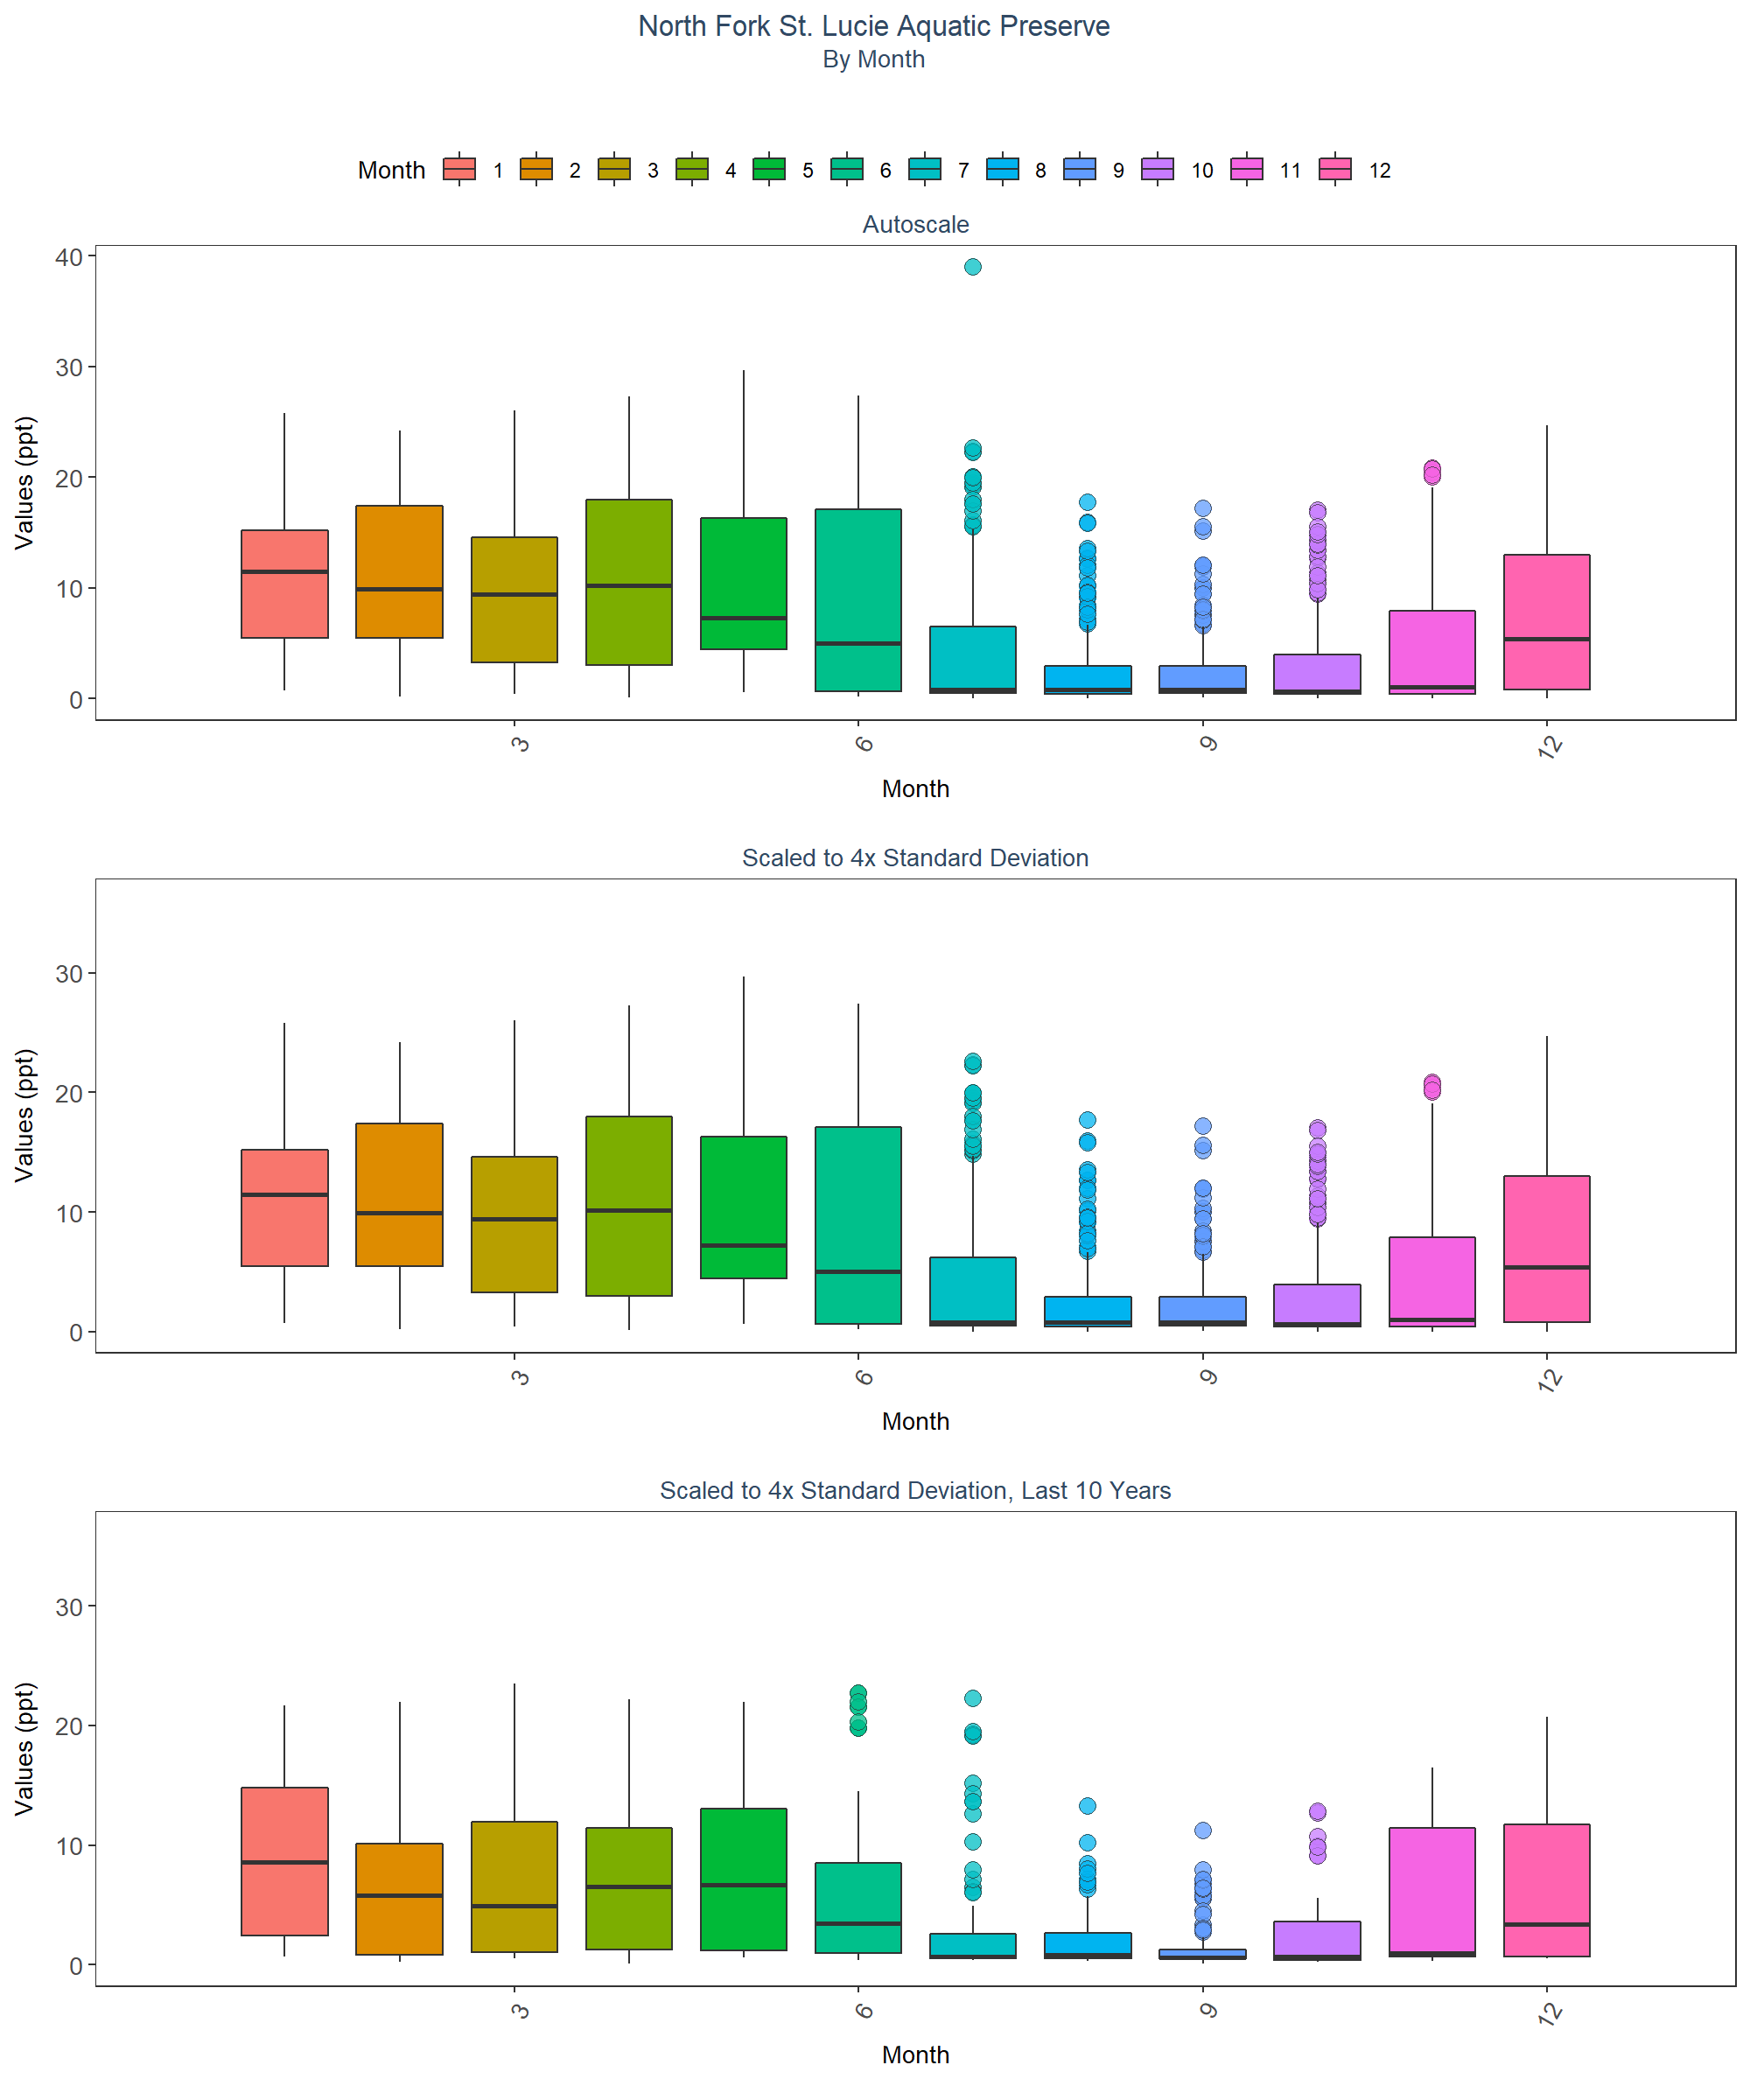 North Fork St. Lucie Aquatic Preserve
By Month
Month 1 2 3 4 5 6 7 8 9 10 11 12
Autoscale
40
30
20
10
0
Values (ppt)
3 6 9 12
Month
Scaled to 4x Standard Deviation
30
20
10
0
Values (ppt)
3 6 9 12
Month
Scaled to 4x Standard Deviation, Last 10 Years
30
20
10
0
Values (ppt)
3 6 9 12
Month